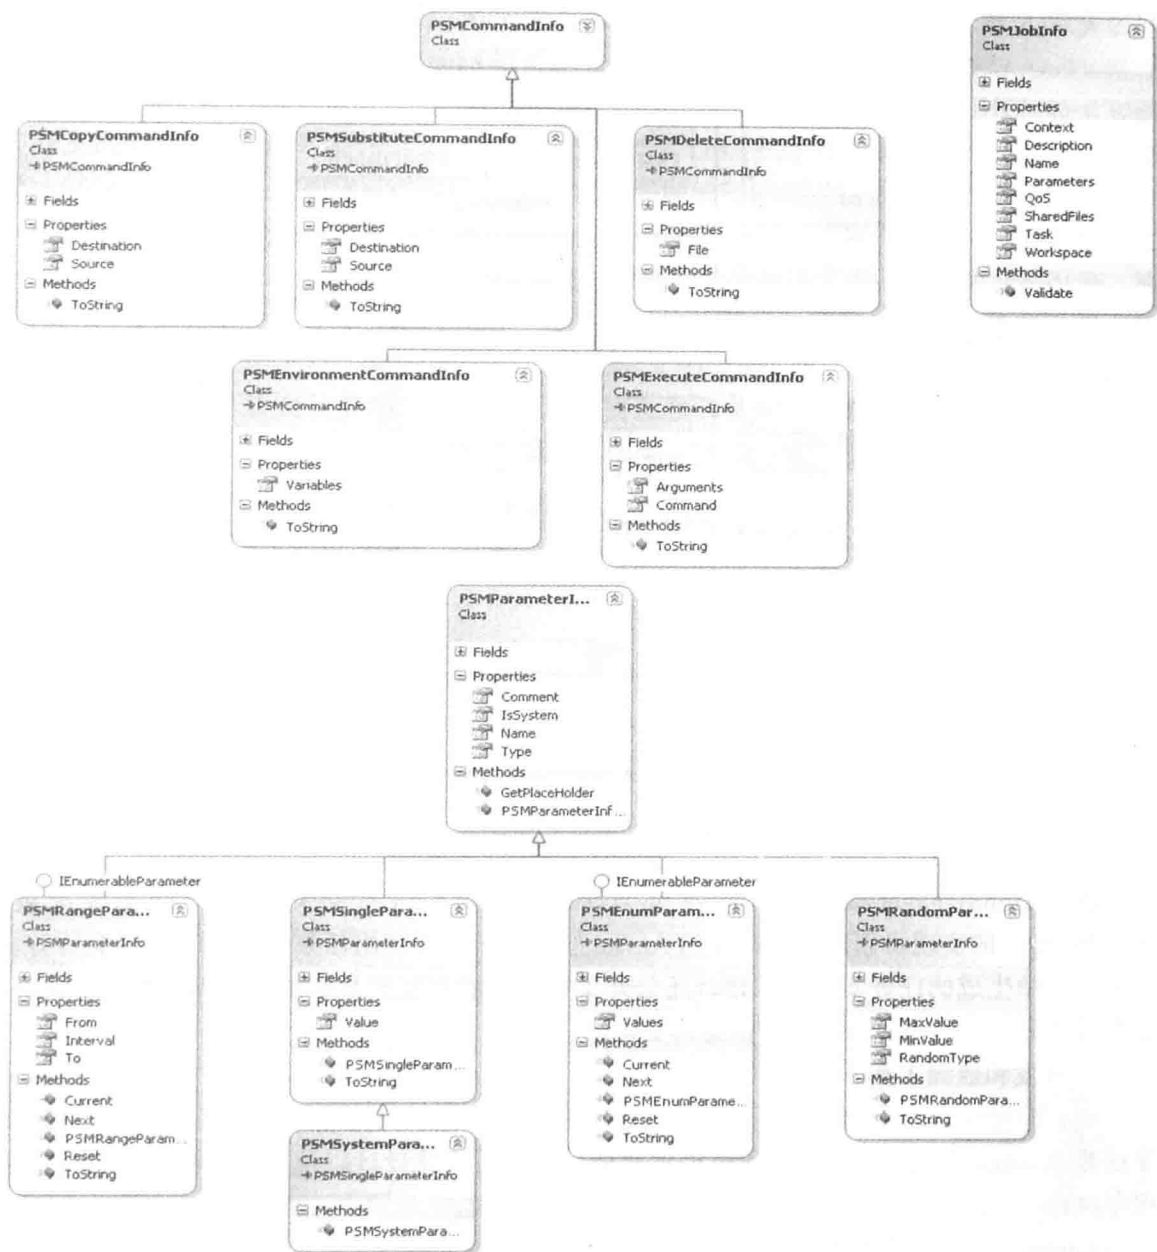 PSMCommandInfo
Class
PSMJobInfo
Class
Fields
Properties
Context
Description
Name
Parameters
QoS
SharedFiles
Task
Workspace
Methods
Validate
PSMCopyCommandInfo
Class
PSMCommandInfo
Fields
Properties
Destination
Source
Methods
ToString
PSMSubstituteCommandInfo
Class
PSMCommandInfo
Fields
Properties
Destination
Source
Methods
ToString
PSMDeleteCommandInfo
Class
PSMCommandInfo
Fields
Properties
File
Methods
ToString
PSMEnvironmentCommandInfo
Class
PSMCommandInfo
Fields
Properties
Variables
Methods
ToString
PSMExecuteCommandInfo
Class
PSMCommandInfo
Fields
Properties
Arguments
Command
Methods
ToString
PSMParameterI...
Class
Fields
Properties
Comment
IsSystem
Name
Type
Methods
GetPlaceHolder
PSMParameterInf...
IEnumerableParameter
PSMRangePara...
Class
PSMParameterInfo
Fields
Properties
From
Interval
To
Methods
Current
Next
PSMRangeParam...
Reset
ToString
PSMSinglePara...
Class
PSMParameterInfo
Fields
Properties
Value
Methods
PSMSingleParam...
ToString
PSMSystemPara...
Class
PSMSingleParameterInfo
Methods
PSMSystemPara...
IEnumerableParameter
PSMEnumParam...
Class
PSMParameterInfo
Fields
Properties
Values
Methods
Current
Next
PSMEnumParame...
Reset
ToString
PSMRandomPar...
Class
PSMParameterInfo
Fields
Properties
MaxValue
MinValue
RandomType
Methods
PSMRandomPara...
ToString